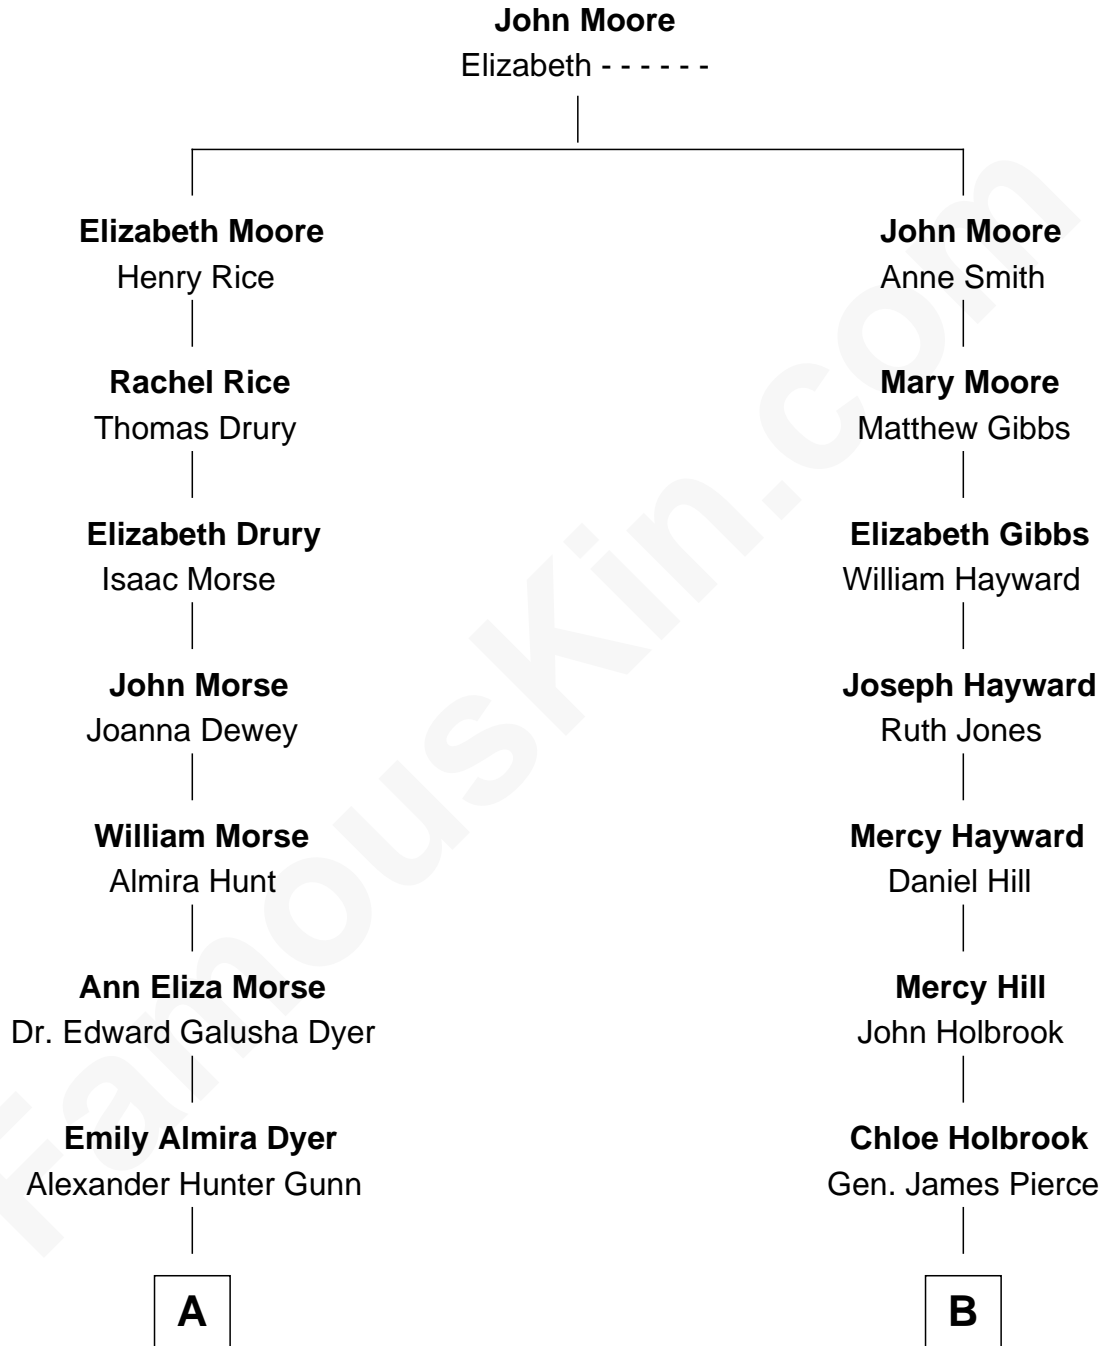 John Moore
Elizabeth - - - - - -
Elizabeth Moore
Henry Rice
John Moore
Anne Smith
Rachel Rice
Thomas Drury
Mary Moore
Matthew Gibbs
Elizabeth Drury
Isaac Morse
Elizabeth Gibbs
William Hayward
John Morse
Joanna Dewey
Joseph Hayward
Ruth Jones
William Morse
Almira Hunt
Mercy Hayward
Daniel Hill
Ann Eliza Morse
Dr. Edward Galusha Dyer
Mercy Hill
John Holbrook
Emily Almira Dyer
Alexander Hunter Gunn
Chloe Holbrook
Gen. James Pierce
A
B
FamousKin.com